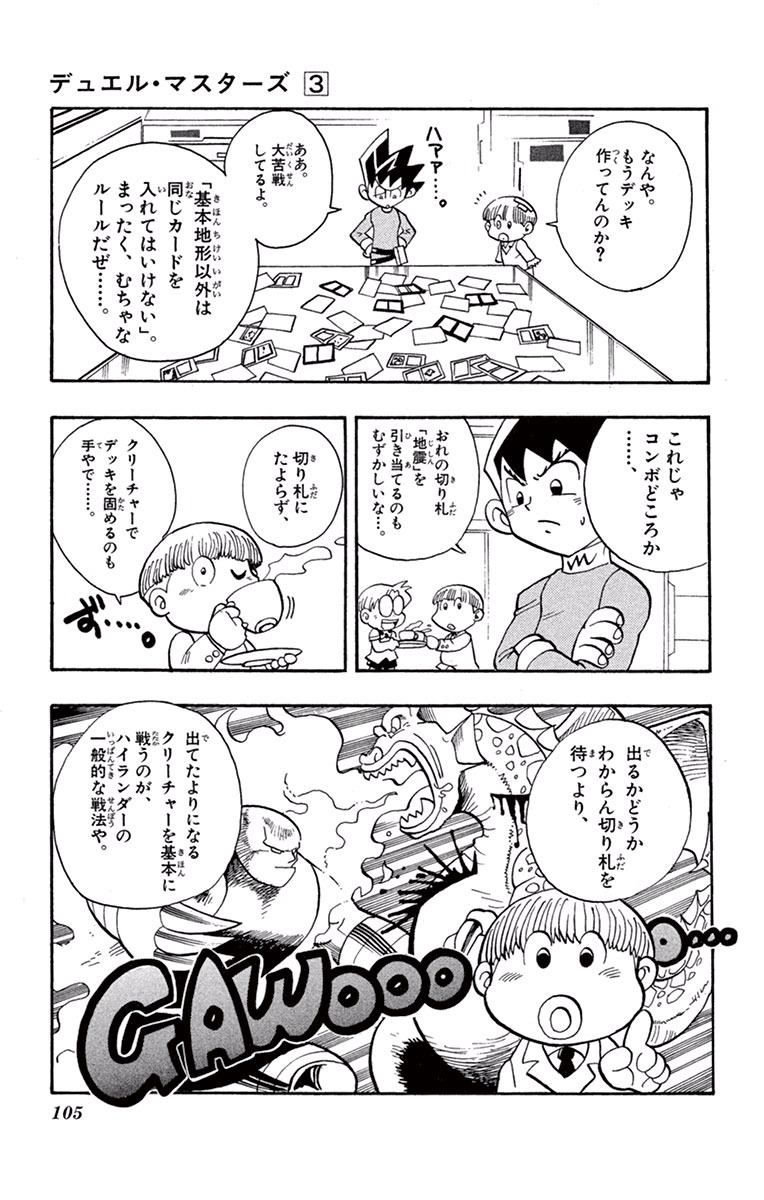 デュエル・マスターズ 3
なんや。
もうデッキ
作ってんのか？
ハアア…。
ああ。
大苦戦
してるよ。
「基本地形以外は
同じカードを
入れてはいけない」。
まったく、むちゃな
ルールだぜ……。
これじゃ
コンボどころか
……、
おれの切り札
「地震」を
引き当てるのも
むずかしいな…。
切り札に
たよらず、
クリーチャーで
デッキを固めるのも
手やで……。
ず……。
出るかどうか
わからん切り札を
待つより、
出てたよりになる
クリーチャーを基本に
戦うのが、
ハイランダーの
一般的な戦法や。
GAWOOO O…
105